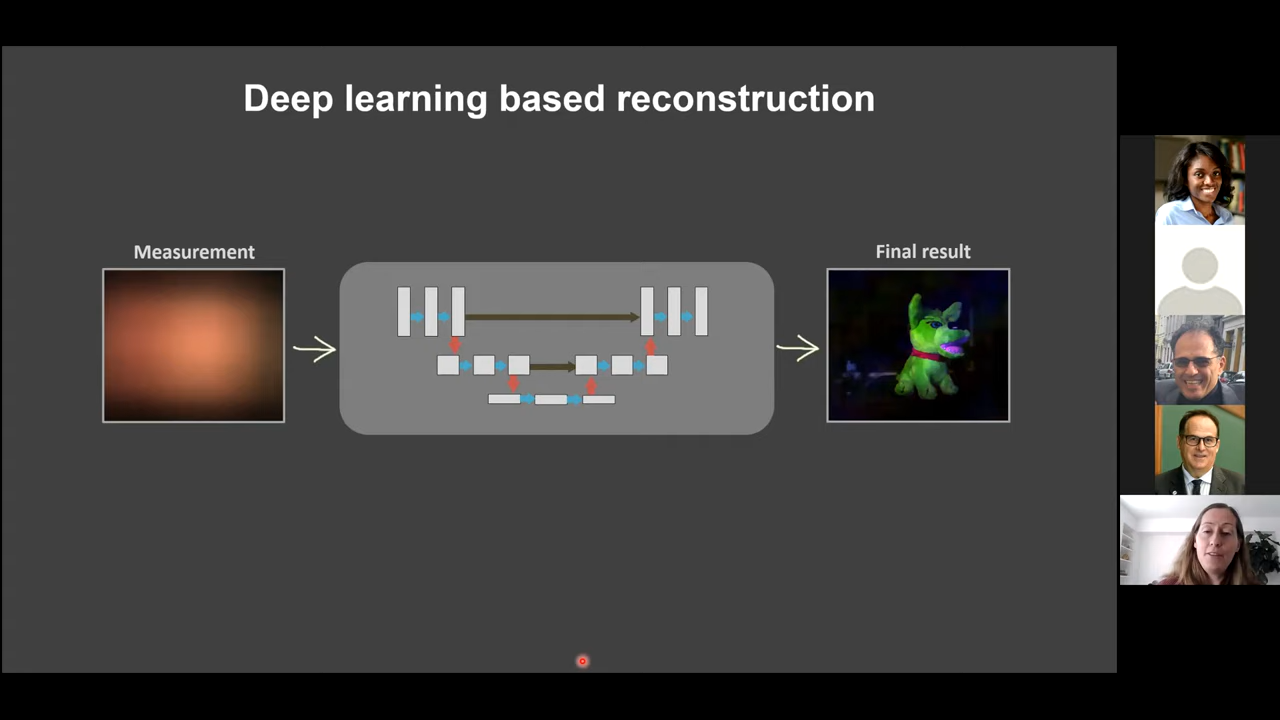 Deep learning based reconstruction
Measurement
Final result